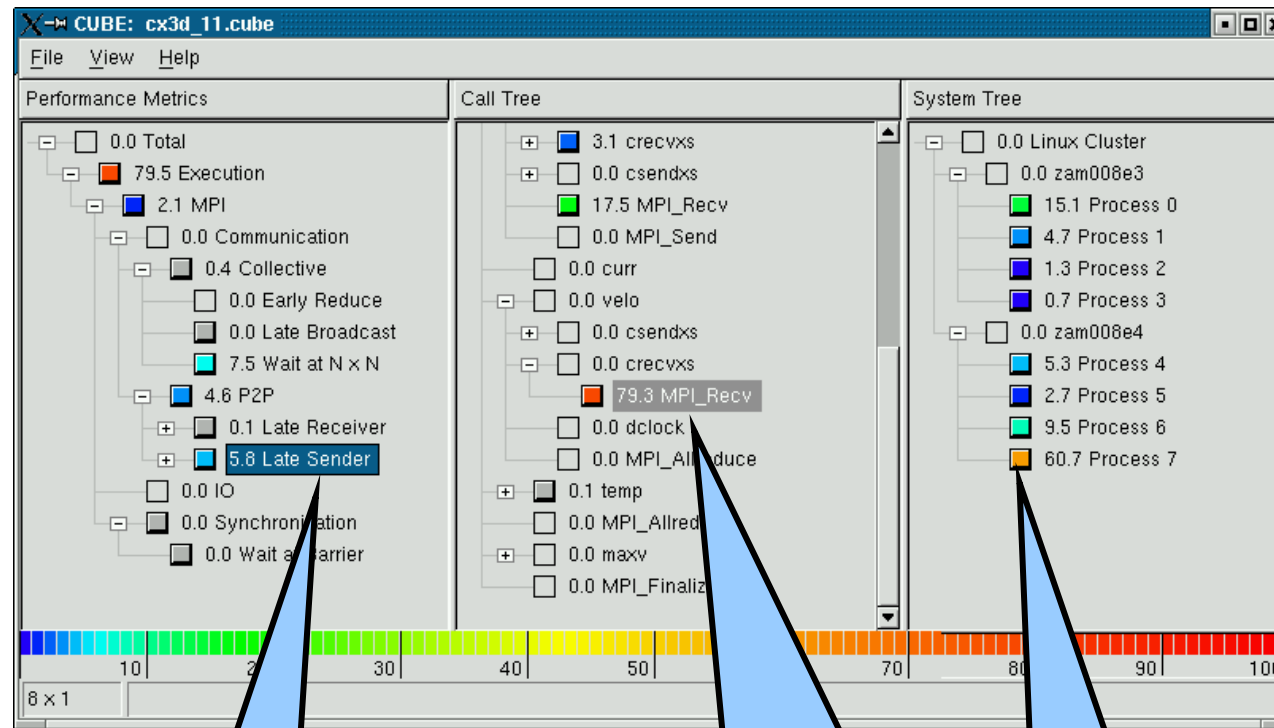 CUBE: cx3d_11.cube
File View Help
Performance Metrics
0.0 Total
79.5 Execution
2.1 MPI
0.0 Communication
0.4 Collective
0.0 Early Reduce
0.0 Late Broadcast
7.5 Wait at N x N
4.6 P2P
0.1 Late Receiver
5.8 Late Sender
0.0 IO
0.0
0.0 Wait
Call Tree
3.1 crecvxs
0.0 csendxs
17.5 MPI_Recv
0.0 MPI_Send
0.0 curr
0.0 velo
0.0 csendxs
0.0 crecvxs
79.3 MPI_Recv
0.0 dclock
0.0
0.1 temp
0.0 MPI_Allred
0.0 maxv
0.0 MPI_Finaliz
System Tree
0.0 Linux Cluster
0.0 zam008e3
15.1 Process 0
4.7 Process 1
1.3 Process 2
0.7 Process 3
0.0 zam008e4
5.3 Process 4
2.7 Process 5
9.5 Process 6
60.7 Process 7
10 30 40 50 70 90
8 x 1